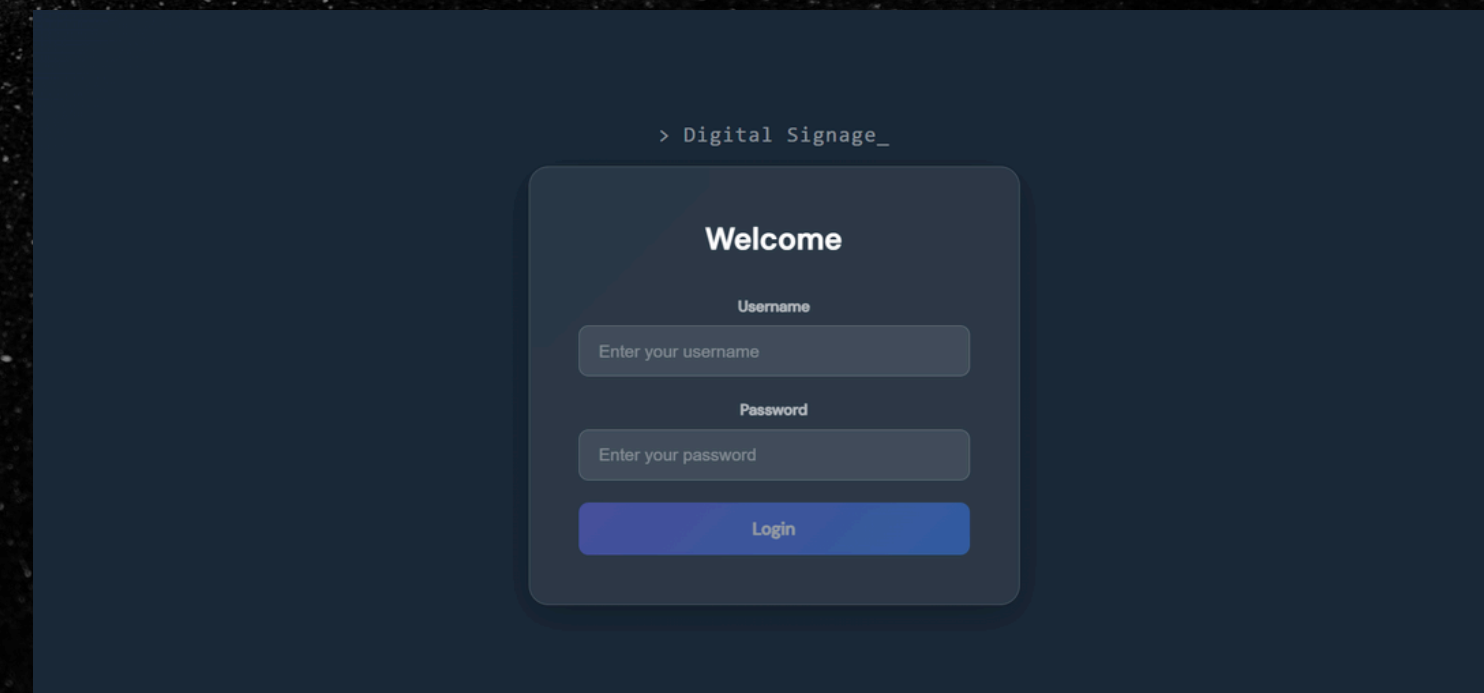 > Digital Signage_
Welcome
Username
Enter your username
Password
Enter your password
Login